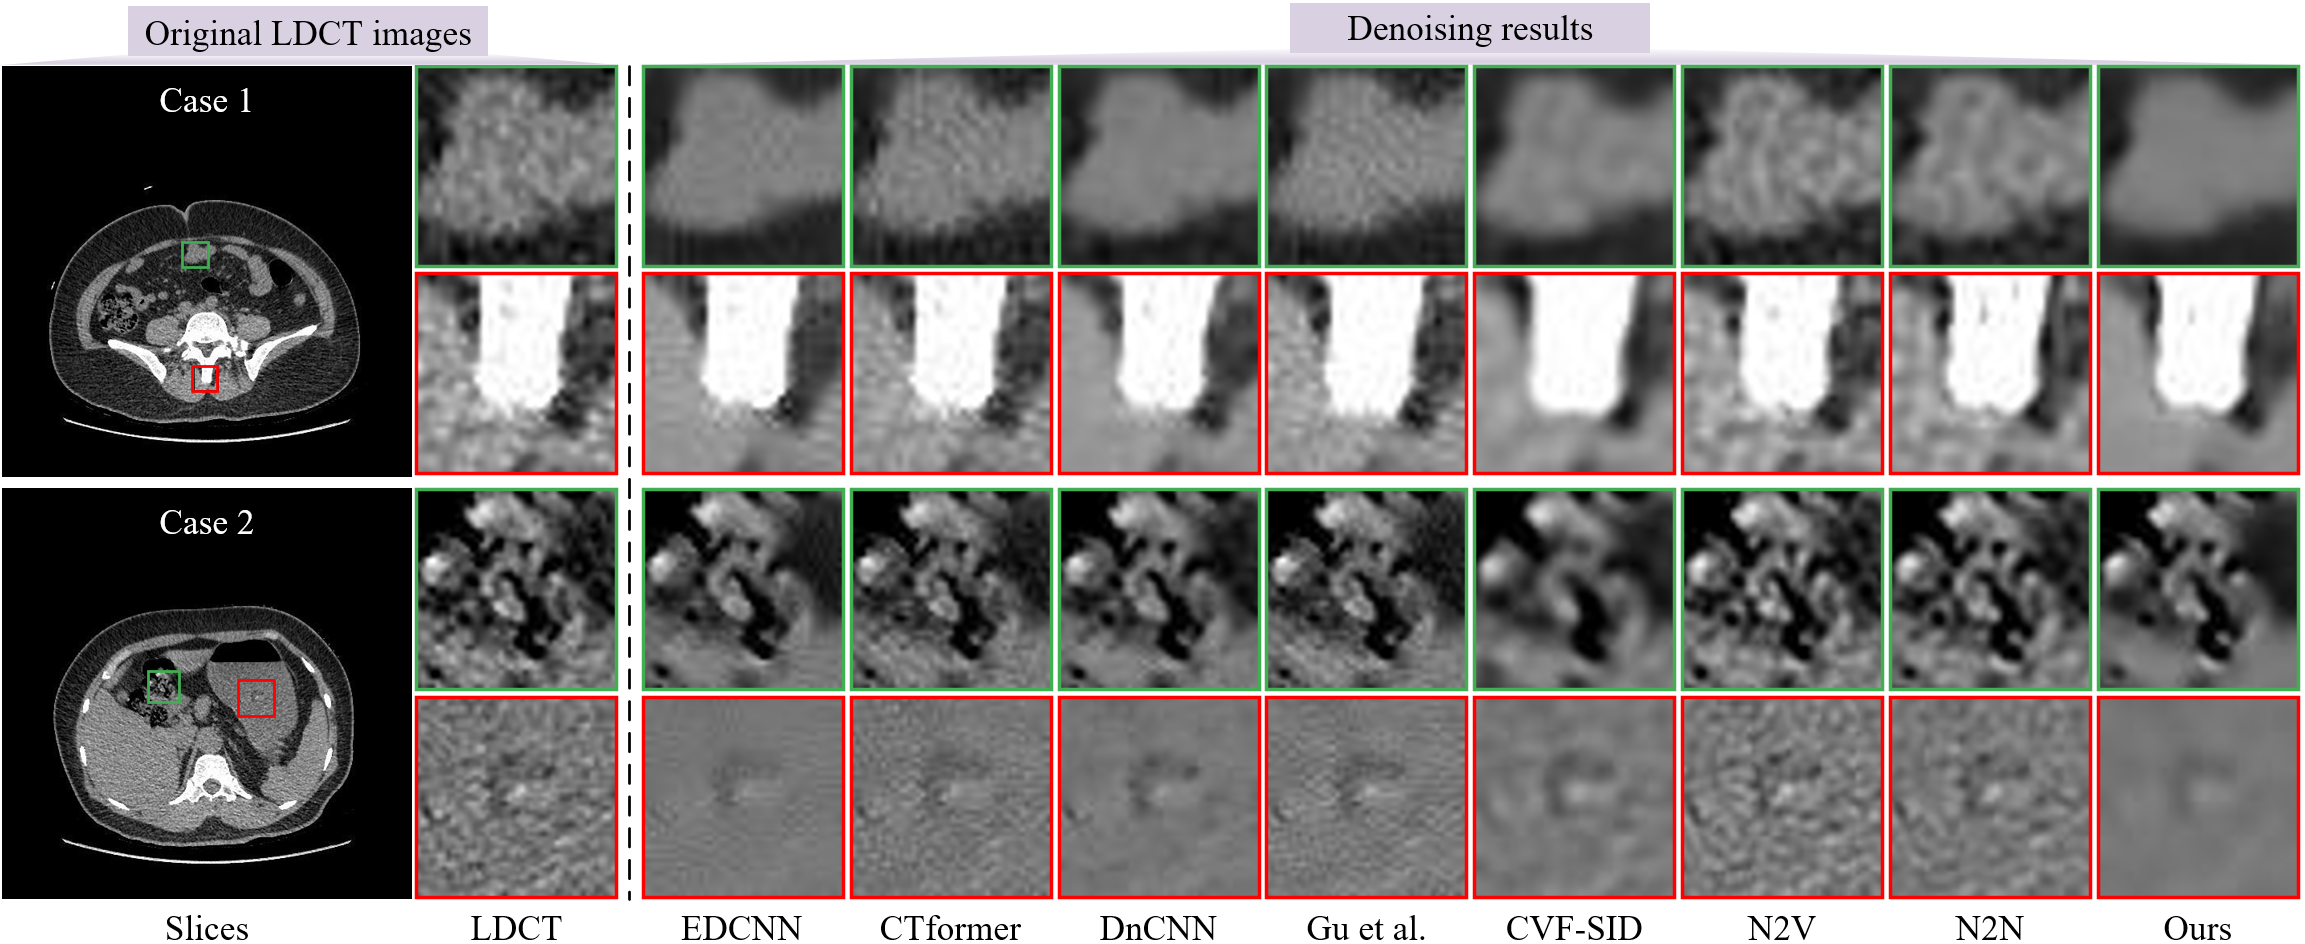 Original LDCT images
Denoising results
Case 1
Case 2
Slices
LDCT
EDCNN
CTformer
DnCNN
Gu et al.
CVF-SID
N2V
N2N
Ours